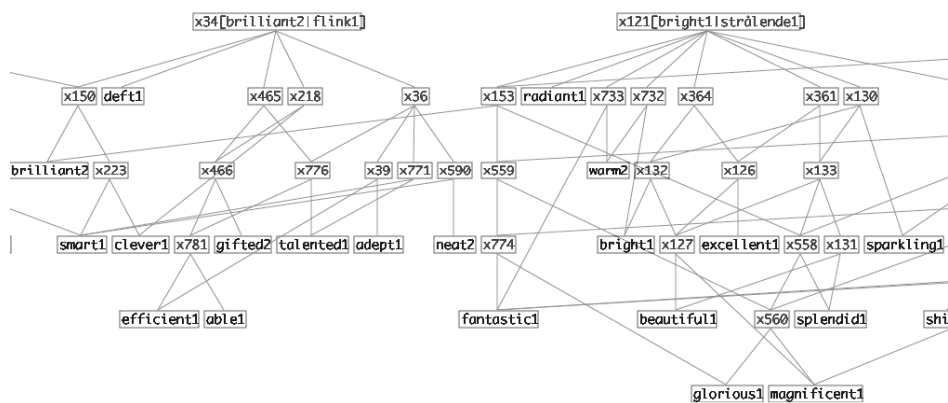 x34[brilliant2|flink1] x121[bright1|strålende1]
x150 deft1 x465 x218 x36 x153 radiant1 x733 x732 x364 x361 x130
brilliant2 x223 x466 x776 x39 x771 x590 x559 warm2 x132 x126 x133
smart1 clever1 x781 gifted2 talented1 adept1 neat2 x774 bright1 x127 excellent1 x558 x131 sparkling1
efficient1 able1 fantastic1 beautiful1 x560 splendid1 shi
glorious1 magnificent1